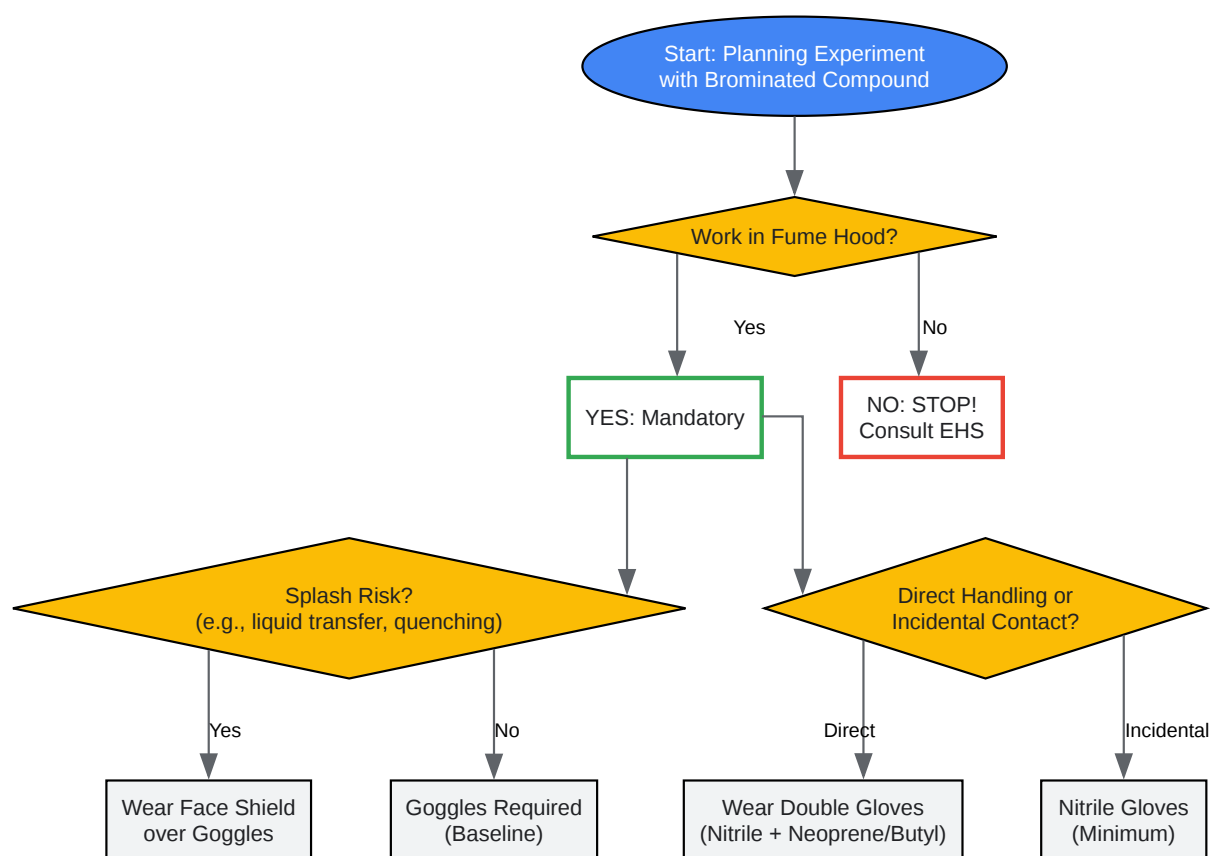 Start: Planning Experiment
with Brominated Compound
Work in Fume Hood?
Yes
No
YES: Mandatory
NO: STOP!
Consult EHS
Splash Risk?
(e.g., liquid transfer, quenching)
Direct Handling or
Incidental Contact?
Yes
No
Direct
Incidental
Wear Face Shield
over Goggles
Goggles Required
(Baseline)
Wear Double Gloves
(Nitrile + Neoprene/Butyl)
Nitrile Gloves
(Minimum)